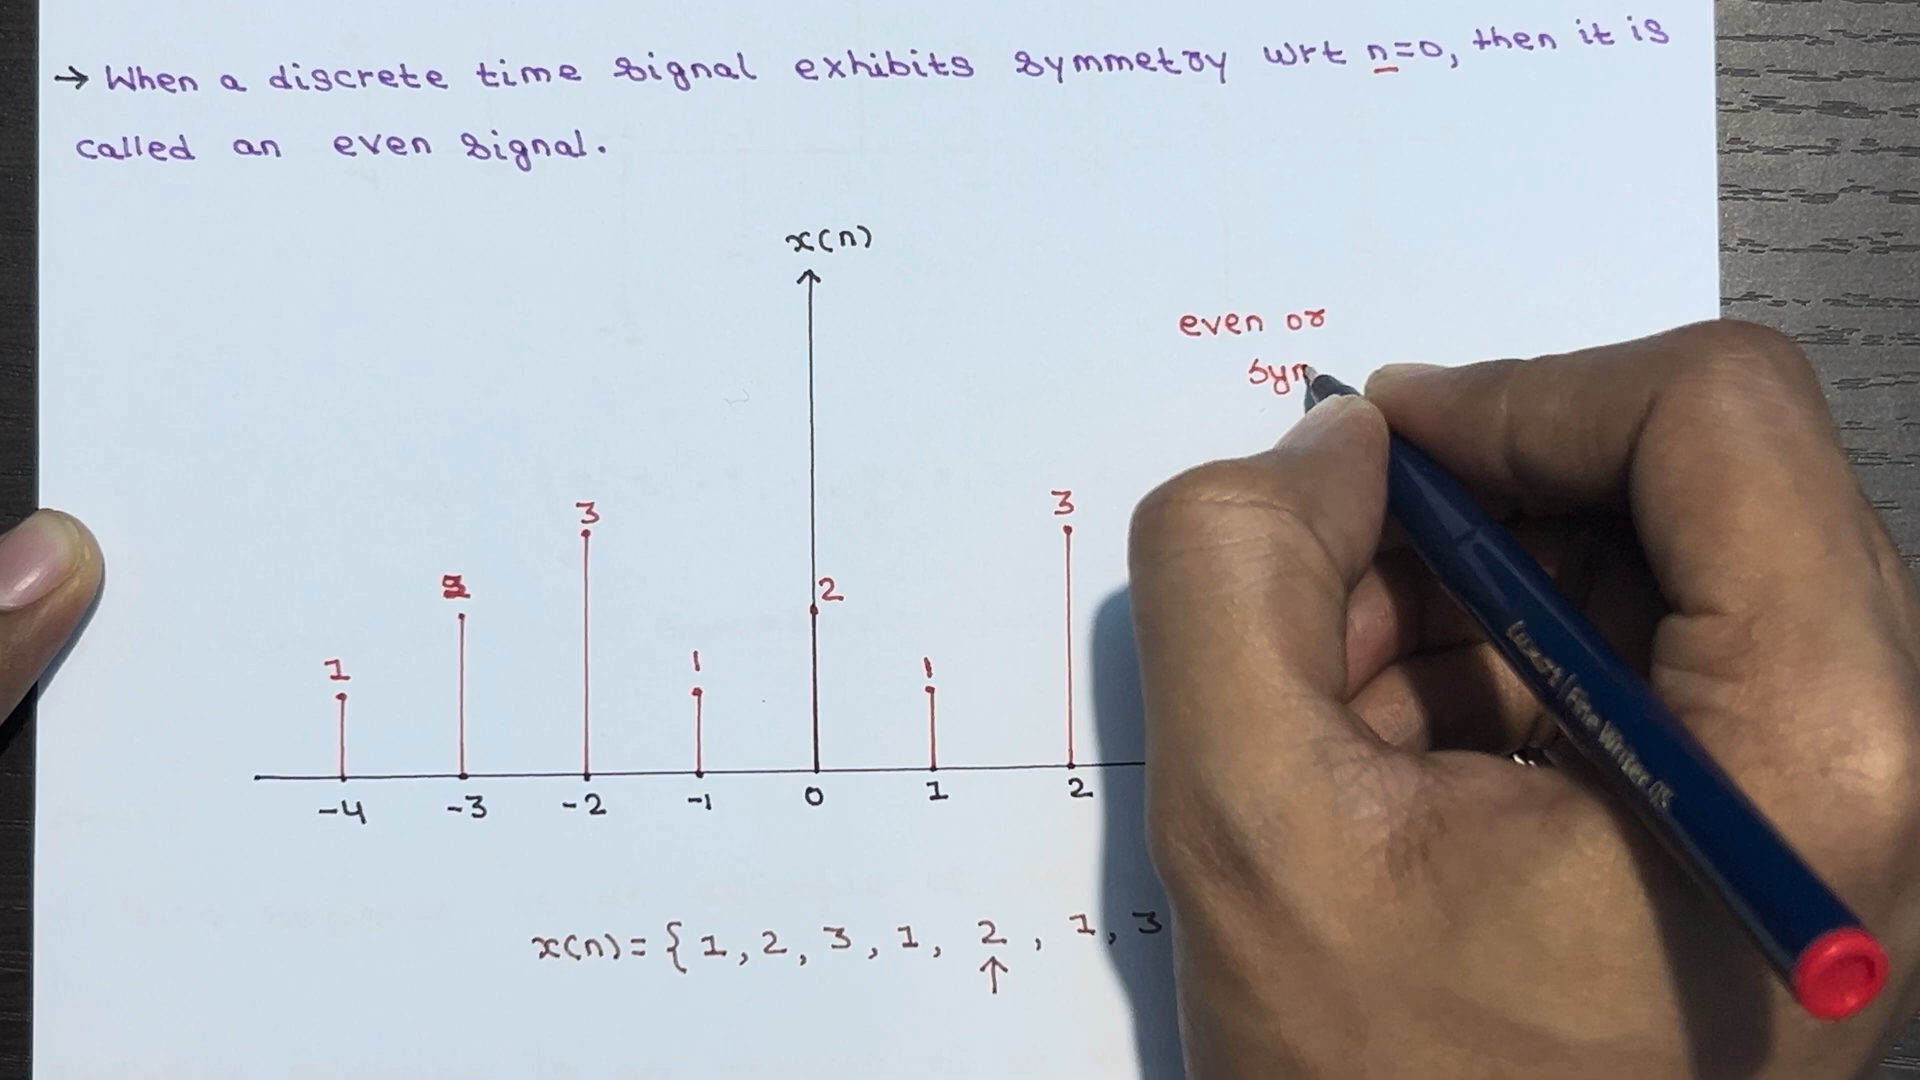 → When a discrete time signal exhibits symmetry wrt n=0, then it is
called an even signal.
x(n)
even or
sym
3 3
2 2
1 1 1
-4 -3 -2 -1 0 1 2
x(n) = { 1, 2, 3, 1, 2, 1, 3
↑